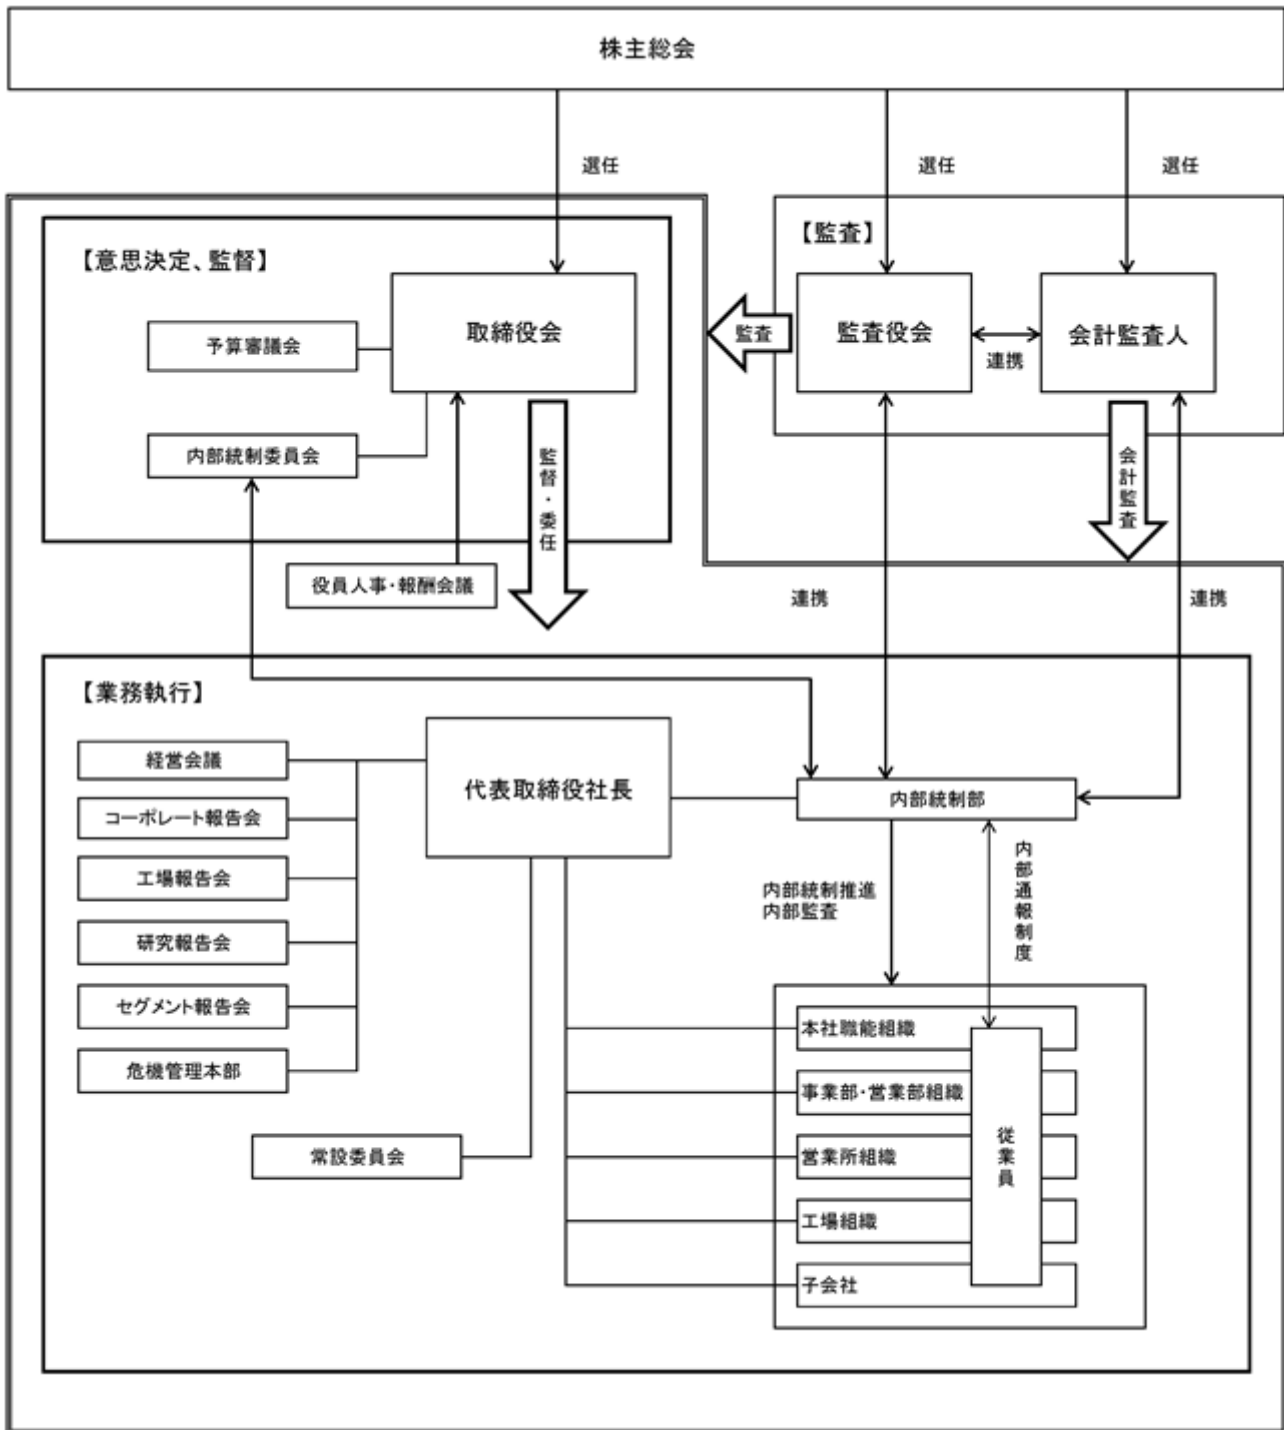 株主総会
選任
選任
選任
【意思決定、監督】
【監査】
取締役会
予算審議会
内部統制委員会
監査
監査役会
連携
会計監査人
監督・委任
会計監査
役員人事・報酬会議
連携
連携
【業務執行】
経営会議
コーポレート報告会
工場報告会
研究報告会
セグメント報告会
危機管理本部
常設委員会
代表取締役社長
内部統制部
内部統制推進
内部監査
内部通報制度
本社職能組織
事業部・営業部組織
営業所組織
工場組織
子会社
従業員